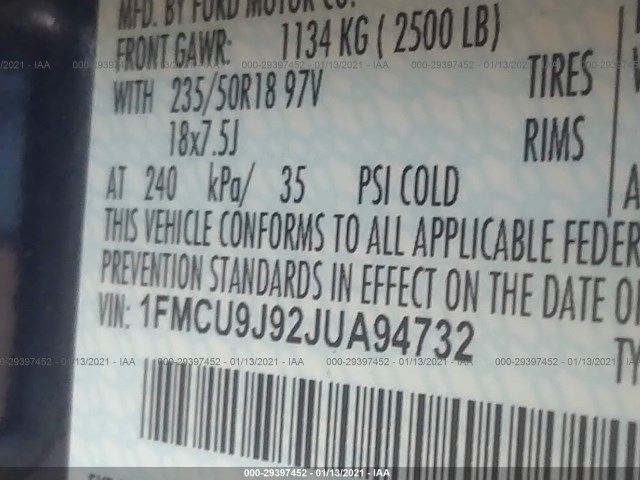 MFD. BY FORD MOTOR CO.
FRONT GAWR: 1134 KG ( 2500 LB)
WITH 235/50R18 97V TIRES
18x7.5J RIMS
AT 240 kPa/ 35 PSI COLD
THIS VEHICLE CONFORMS TO ALL APPLICABLE FEDER
PREVENTION STANDARDS IN EFFECT ON THE DATE O
VIN: 1FMCU9J92JUA94732
TY
000-29397452 - 01/13/2021 - IAA